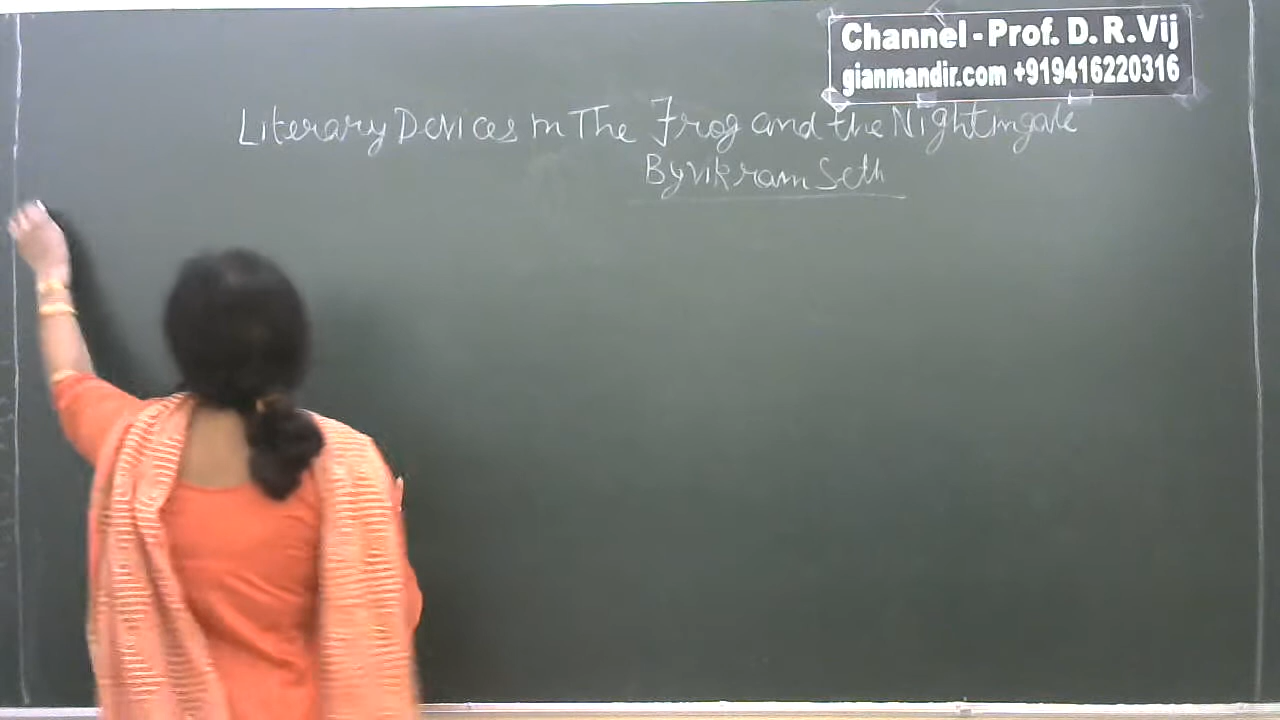 Channel - Prof. D. R. Vij
gianmandir.com +919416220316
Literary Devices in The Frog and the Nightingale
By Vikram Seth